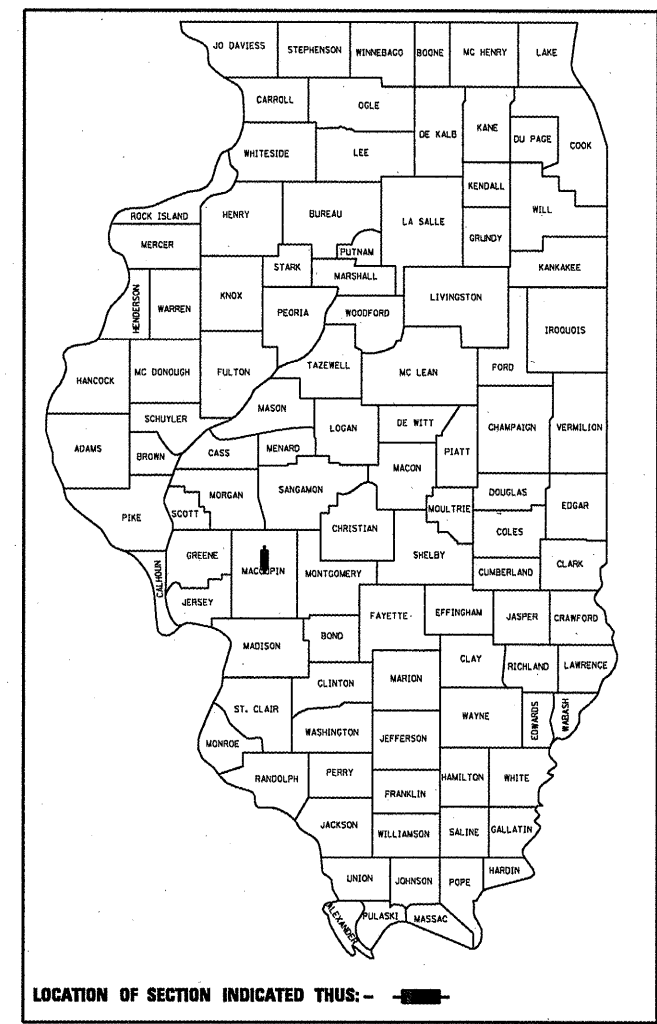 JO DAVIESS
STEPHENSON
WINNEBAGO
BOONE
MC HENRY
LAKE
CARROLL
OGLE
DE KALB
KANE
DU PAGE
COOK
WHITESIDE
LEE
KENDALL
WILL
ROCK ISLAND
HENRY
BUREAU
LA SALLE
GRUNDY
MERCER
PUTNAM
STARK
MARSHALL
KANKAKEE
HENDERSON
WARREN
KNOX
PEORIA
WOODFORD
LIVINGSTON
IROQUOIS
HANCOCK
MC DONOUGH
FULTON
TAZEWELL
MC LEAN
FORD
MASON
SCHUYLER
LOGAN
DE WITT
CHAMPAIGN
VERMILION
ADAMS
BROWN
CASS
MENARD
MACON
PIATT
PIKE
SCOTT
MORGAN
SANGAMON
CHRISTIAN
MOULTRIE
DOUGLAS
EDGAR
COLES
SHELBY
GREENE
MACOUPIN
MONTGOMERY
CUMBERLAND
CLARK
CALHOUN
JERSEY
FAYETTE
EFFINGHAM
JASPER
CRAWFORD
MADISON
BOND
CLAY
RICHLAND
LAWRENCE
CLINTON
MARION
ST. CLAIR
WAYNE
EDWARDS
WABASH
WASHINGTON
JEFFERSON
MONROE
RANDOLPH
PERRY
HAMILTON
WHITE
FRANKLIN
JACKSON
WILLIAMSON
SALINE
GALLATIN
UNION
JOHNSON
POPE
HARDIN
ALEXANDER
PULASKI
MASSAC
LOCATION OF SECTION INDICATED THUS: -